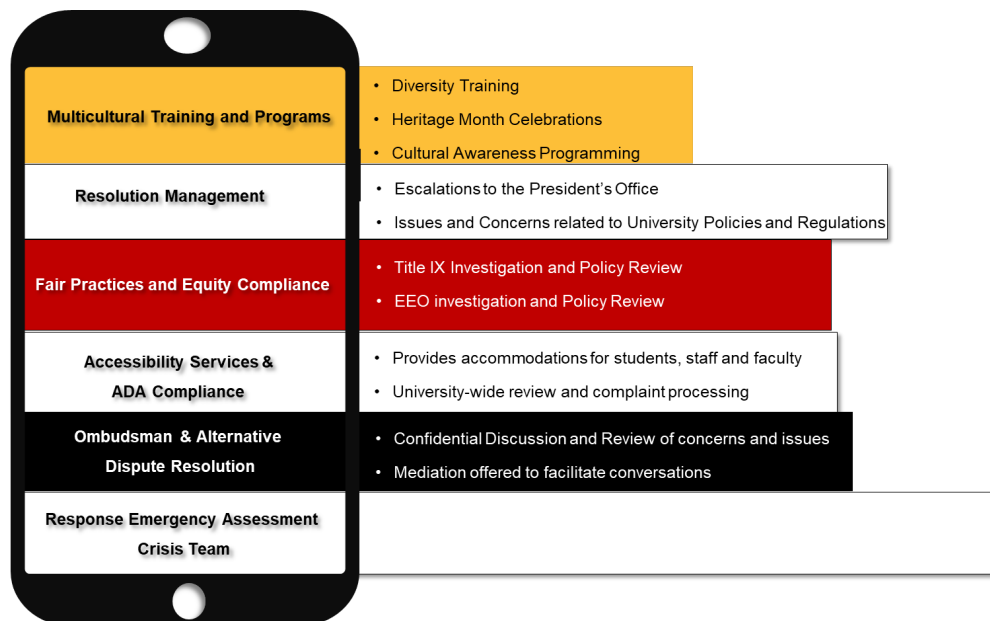 Multicultural Training and Programs
• Diversity Training
• Heritage Month Celebrations
• Cultural Awareness Programming
Resolution Management
• Escalations to the President’s Office
• Issues and Concerns related to University Policies and Regulations
Fair Practices and Equity Compliance
• Title IX Investigation and Policy Review
• EEO investigation and Policy Review
Accessibility Services &
ADA Compliance
• Provides accommodations for students, staff and faculty
• University-wide review and complaint processing
Ombudsman & Alternative
Dispute Resolution
• Confidential Discussion and Review of concerns and issues
• Mediation offered to facilitate conversations
Response Emergency Assessment
Crisis Team